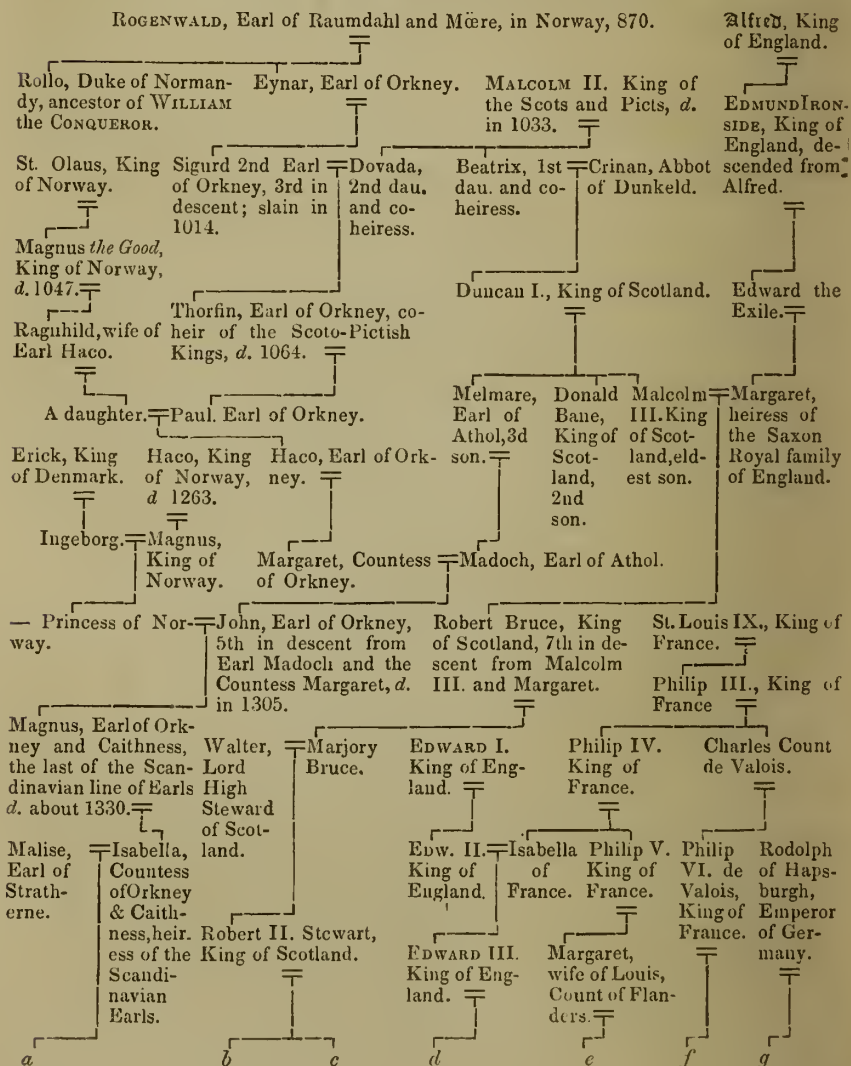 ROGENWALD, Earl of Raumdahl and Mœere, in Norway, 870.
Alfred, King
of England.
Rollo, Duke of Norman-
dy, ancestor of WILLIAM
the CONQUEROR.
Eynar, Earl of Orkney.
MALCOLM II. King of
the Scots and Picts, d.
in 1033.
EDMUND IRON-
SIDE, King of
England, de-
scended from
Alfred.
St. Olaus, King
of Norway.
Sigurd 2nd Earl
of Orkney, 3rd in
descent; slain in
1014.
Dovada,
2nd dau.
and co-
heiress.
Beatrix, 1st
dau. and co-
heiress.
Crinan, Abbot
of Dunkeld.
Magnus the Good,
King of Norway,
d. 1047.
Thorfin, Earl of Orkney, co-
heir of the Scoto-Pictish
Kings, d. 1064.
Duncan I., King of Scotland.
Edward the
Exile.
Ragnhild, wife of
Earl Haco.
A daughter.
Paul. Earl of Orkney.
Melmare,
Earl of
Athol, 3d
son.
Donald
Bane,
King of
Scot-
land,
2nd
son.
Malcolm
III. King
of Scot-
land, eld-
est son.
Margaret,
heiress of
the Saxon
Royal family
of England.
Erick, King
of Denmark.
Haco, King
of Norway,
d 1263.
Haco, Earl of Ork-
ney.
Ingeborg.
Magnus,
King of
Norway.
Margaret, Countess
of Orkney.
Madoch, Earl of Athol.
— Princess of Nor-
way.
John, Earl of Orkney,
5th in descent from
Earl Madoch and the
Countess Margaret, d.
in 1305.
Robert Bruce, King
of Scotland, 7th in de-
scent from Malcolm
III. and Margaret.
St. Louis IX., King of
France.
Philip III., King of
France
Magnus, Earl of Ork-
ney and Caithness,
the last of the Scan-
dinavian line of Earls
d. about 1330.
Walter,
Lord
High
Steward
of Scot-
land.
Marjory
Bruce.
EDWARD I.
King of Eng-
land.
Philip IV.
King of
France.
Charles Count
de Valois.
Malise,
Earl of
Strath-
erne.
Isabella,
Countess
of Orkney
& Caith-
ness, heir-
ess of the
Scandi-
navian
Earls.
Robert II. Stewart,
King of Scotland.
EDW. II.
King of
England.
Isabella
of
France.
Philip V.
King of
France.
Philip
VI. de
Valois,
King of
France.
Rodolph
of Haps-
burgh,
Emperor
of Ger-
many.
EDWARD III.
King of Eng-
land.
Margaret,
wife of Louis,
Count of Flan-
ders.
a b c d e f g